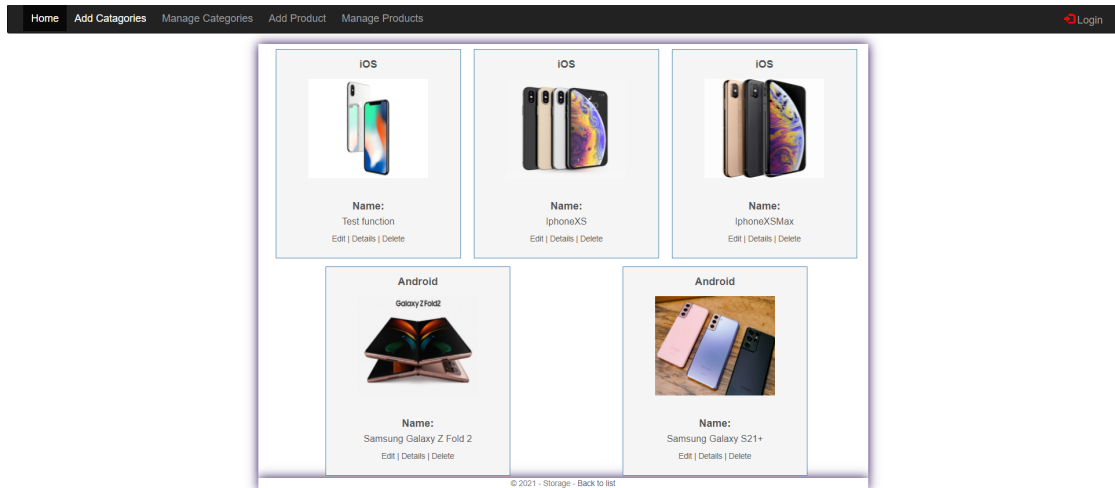 Home Add Catagories Manage Categories Add Product Manage Products Login
iOS iOS iOS
Name: Name: Name:
Test function IphoneXS IphoneXSMax
Edit | Details | Delete Edit | Details | Delete Edit | Details | Delete
Android Android
Galaxy Z Fold2
Name: Name:
Samsung Galaxy Z Fold 2 Samsung Galaxy S21+
Edit | Details | Delete Edit | Details | Delete
© 2021 - Storage - Back to list